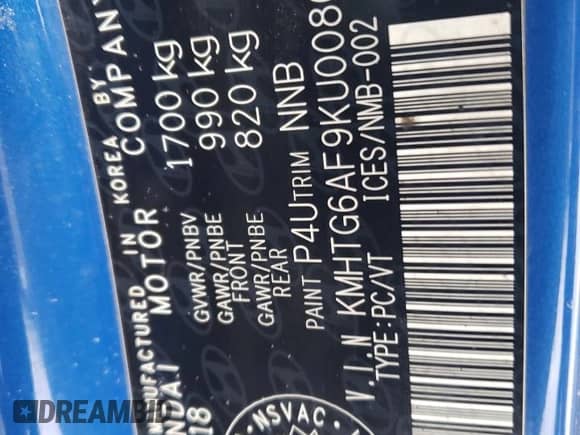 MANUFACTURED IN KOREA BY
HYUNDAI MOTOR COMPANY
18
GVWR/PNBV 1700 kg
GAWR/PNBE FRONT 990 kg
GAWR/PNBE REAR 820 kg
PAINT P4U TRIM NNB
V.I.N KMHTG6AF9KU008
TYPE:PC/VT ICES/NMB-002
NSVAC
DREAMBID